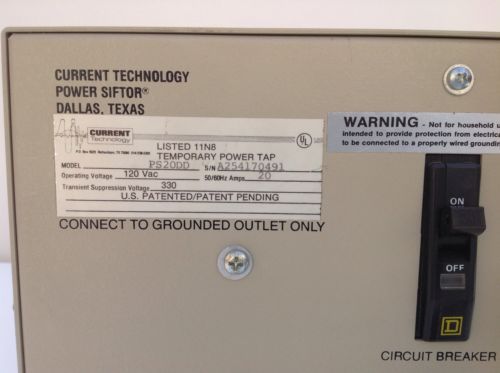 CURRENT TECHNOLOGY
POWER SIFTOR®
DALLAS, TEXAS
CURRENT
Technology
LISTED 11N8
TEMPORARY POWER TAP
UL
MODEL PS20DD S/N A254170491
Operating Voltage 120 Vac 50/60Hz Amps 20
Transient Suppression Voltage 330
U.S. PATENTED/PATENT PENDING
CONNECT TO GROUNDED OUTLET ONLY
WARNING - Not for household
intended to provide protection from
to be connected to a properly wired
ON
OFF
CIRCUIT BREAKER